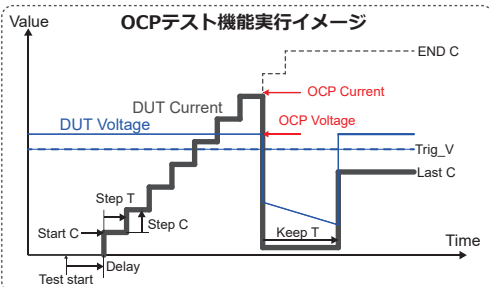 OCPテスト機能実行イメージ
Value
END C
OCP Current
DUT Current
DUT Voltage
OCP Voltage
Trig_V
Last C
Step T
Step C
Start C
Keep T
Time
Delay
Test start